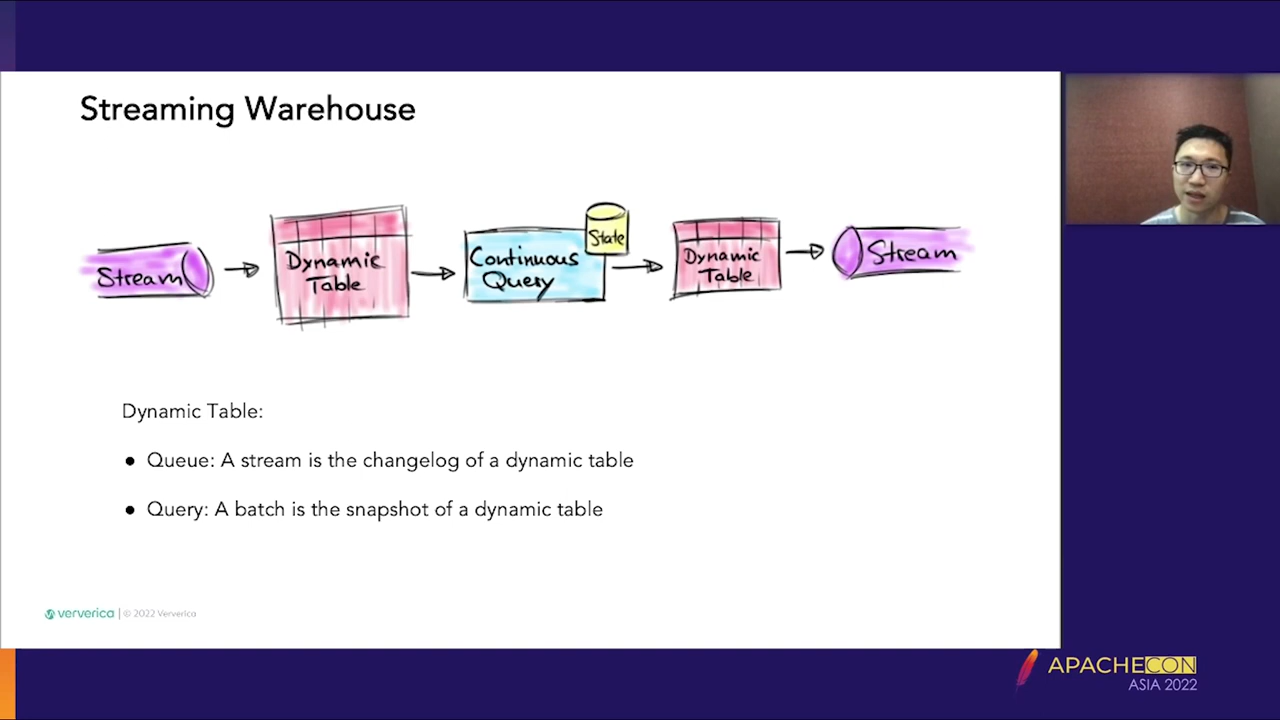 Streaming Warehouse
Stream
Dynamic
Table
Continuous
Query
State
Dynamic
Table
Stream
Dynamic Table:
● Queue: A stream is the changelog of a dynamic table
● Query: A batch is the snapshot of a dynamic table
ververica | © 2022 Ververica
APACHECON
ASIA 2022